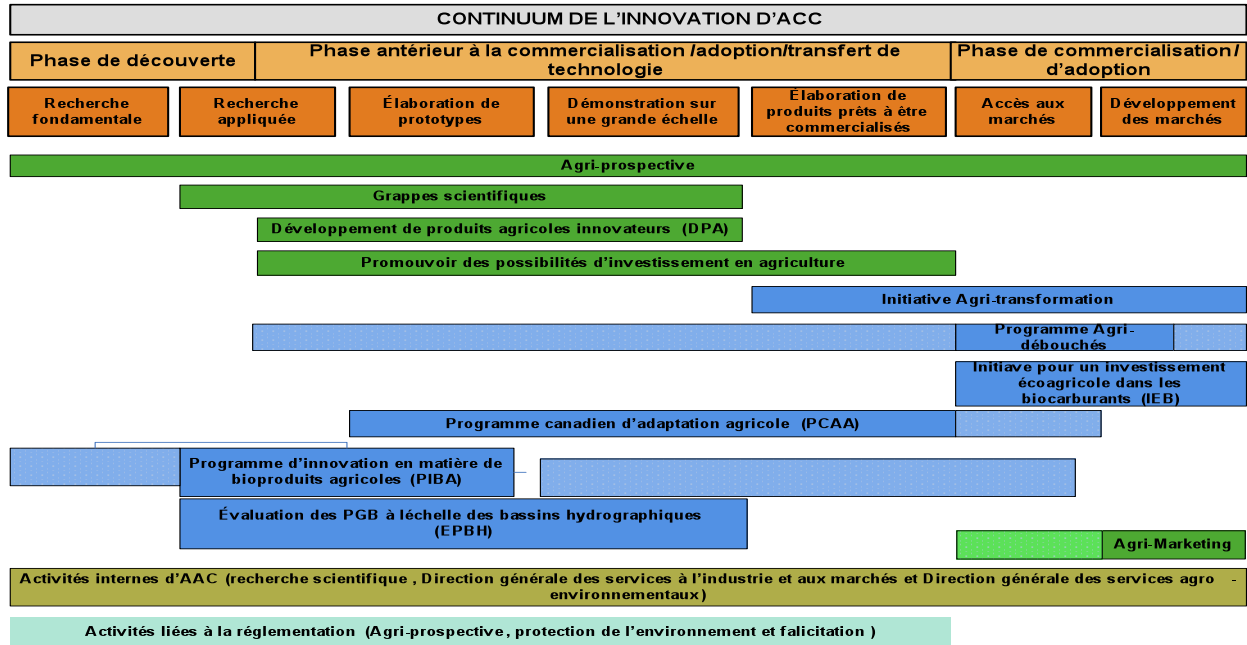 CONTINUUM DE L'INNOVATION D'ACC
Phase de découverte
Phase antérieur à la commercialisation /adoption/transfert de
technologie
Phase de commercialisation/
d'adoption
Recherche
fondamentale
Recherche
appliquée
Élaboration de
prototypes
Démonstration sur
une grande échelle
Élaboration de
produits prêts à être
commercialisés
Accès aux
marchés
Développement
des marchés
Agri-prospective
Grappes scientifiques
Développement de produits agricoles innovateurs (DPA)
Promouvoir des possibilités d'investissement en agriculture
Initiative Agri-transformation
Programme Agri-
débouchés
Initiave pour un investissement
écoagricole dans les
biocarburants (IEB)
Programme canadien d'adaptation agricole (PCAA)
Programme d'innovation en matière de
bioproduits agricoles (PIBA)
Évaluation des PGB à léchelle des bassins hydrographiques
(EPBH)
Agri-Marketing
Activités internes d'AAC (recherche scientifique , Direction générale des services à l'industrie et aux marchés et Direction générale des services agro -
environnementaux)
Activités liées à la réglementation (Agri-prospective, protection de l'environnement et falicitation )